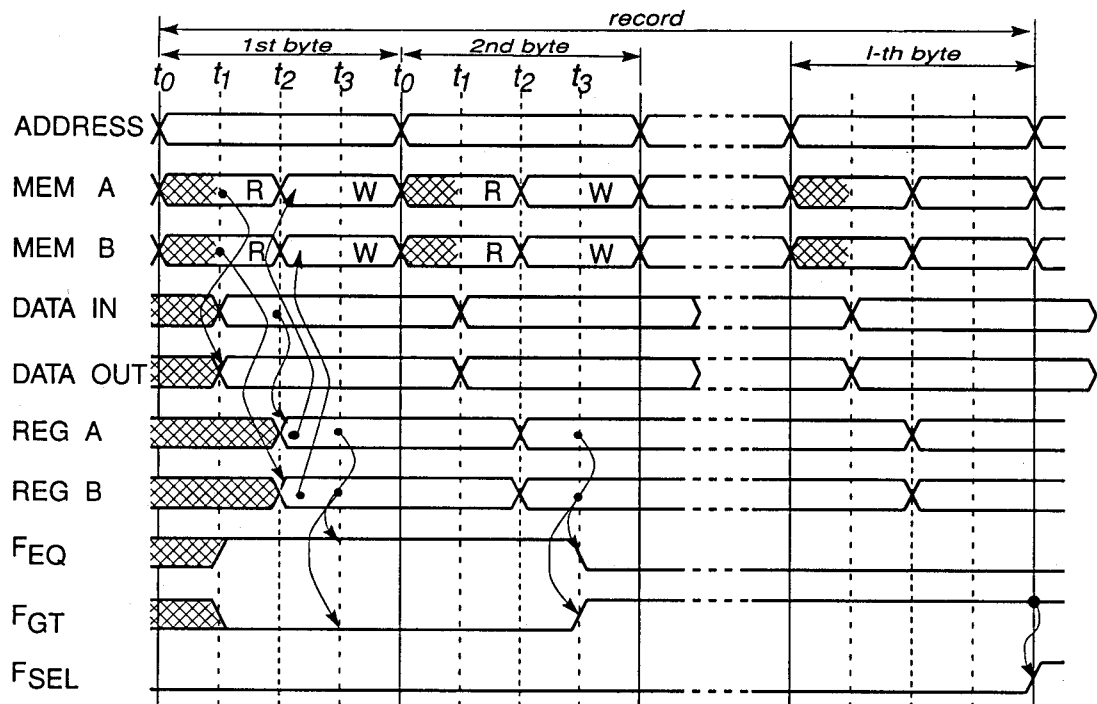 record
1st byte 2nd byte l-th byte
t0 t1 t2 t3 t0 t1 t2 t3
ADDRESS
MEM A R W R W
MEM B R W R W
DATA IN
DATA OUT
REG A
REG B
FEQ
FGT
FSEL